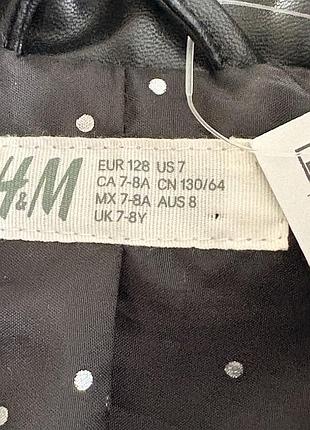 H&M
EUR 128 US 7
CA 7-8A CN 130/64
MX 7-8A AUS 8
UK 7-8Y